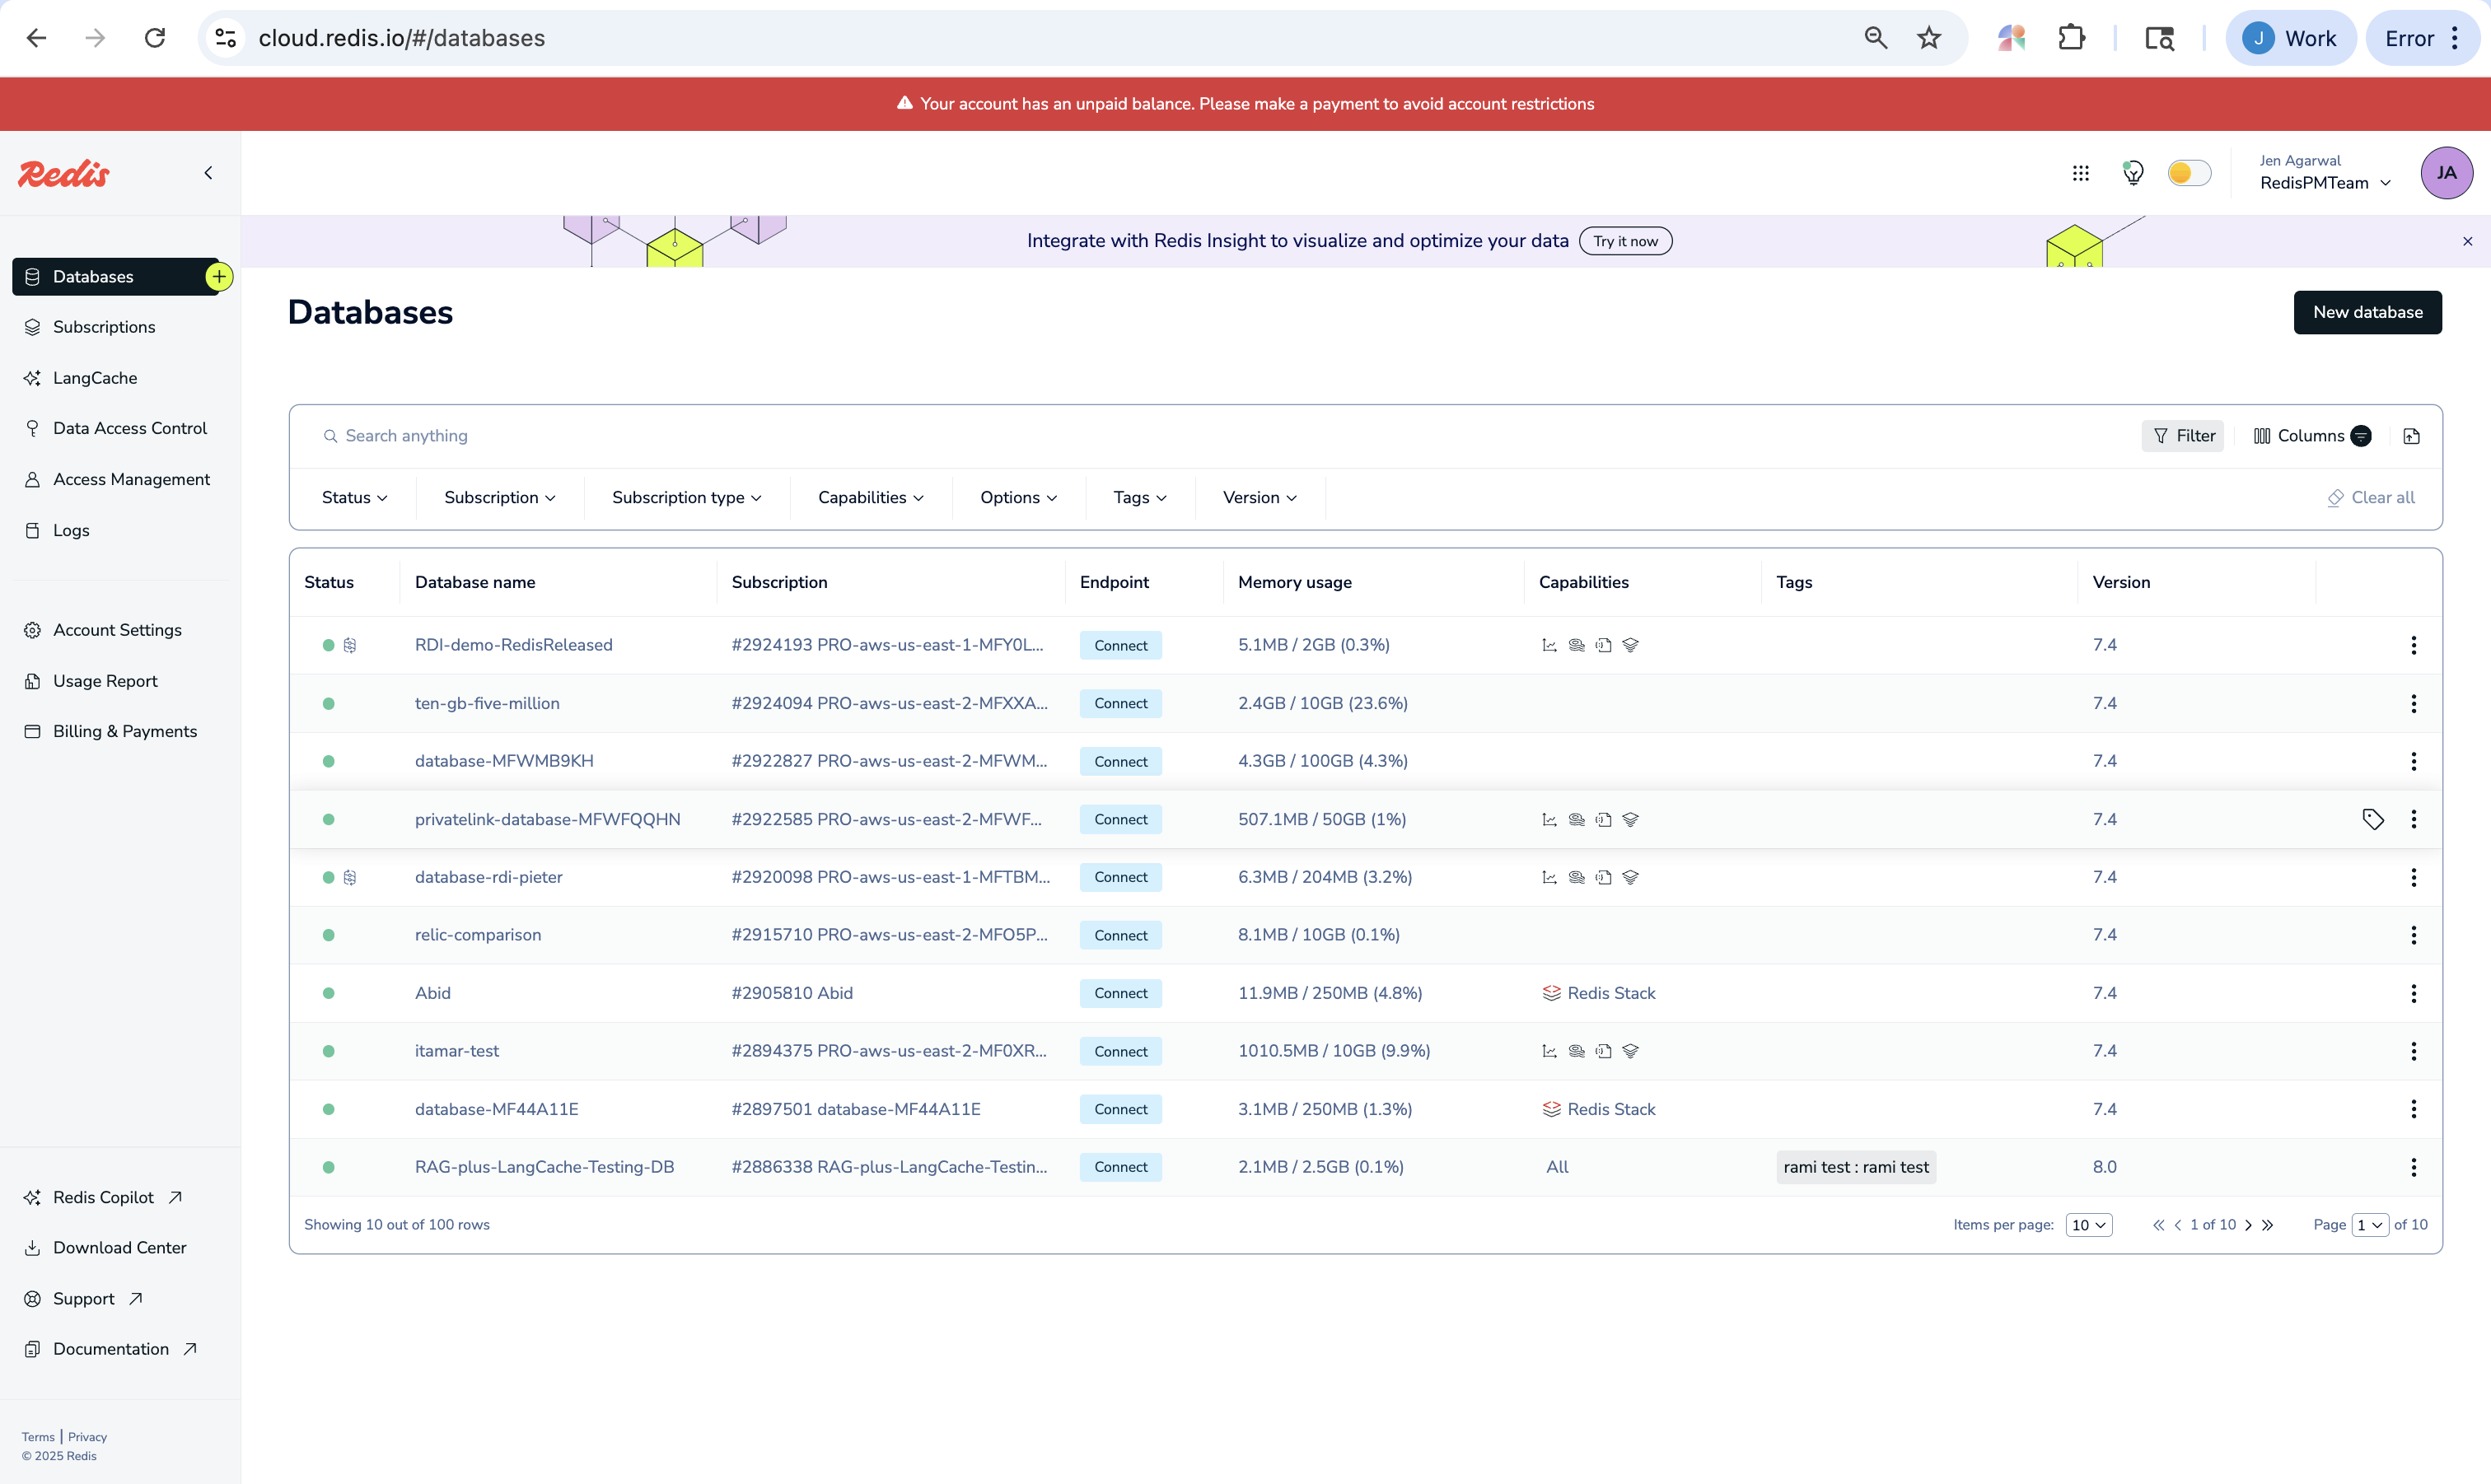 cloud.redis.io/#/databases
J Work
Error
Your account has an unpaid balance. Please make a payment to avoid account restrictions
Redis
Jen Agarwal
RedisPMTeam
JA
Integrate with Redis Insight to visualize and optimize your data Try it now
Databases
Subscriptions
LangCache
Data Access Control
Access Management
Logs
Account Settings
Usage Report
Billing & Payments
Redis Copilot
Download Center
Support
Documentation
Terms | Privacy
© 2025 Redis
Databases
New database
Search anything
Filter
Columns
Status Subscription Subscription type Capabilities Options Tags Version Clear all
Status Database name Subscription Endpoint Memory usage Capabilities Tags Version
RDI-demo-RedisReleased #2924193 PRO-aws-us-east-1-MFY0L... Connect 5.1MB / 2GB (0.3%) 7.4
ten-gb-five-million #2924094 PRO-aws-us-east-2-MFXXA... Connect 2.4GB / 10GB (23.6%) 7.4
database-MFWMB9KH #2922827 PRO-aws-us-east-2-MFWM... Connect 4.3GB / 100GB (4.3%) 7.4
privatelink-database-MFWFQQHN #2922585 PRO-aws-us-east-2-MFWF... Connect 507.1MB / 50GB (1%) 7.4
database-rdi-pieter #2920098 PRO-aws-us-east-1-MFTBM... Connect 6.3MB / 204MB (3.2%) 7.4
relic-comparison #2915710 PRO-aws-us-east-2-MFO5P... Connect 8.1MB / 10GB (0.1%) 7.4
Abid #2905810 Abid Connect 11.9MB / 250MB (4.8%) Redis Stack 7.4
itamar-test #2894375 PRO-aws-us-east-2-MF0XR... Connect 1010.5MB / 10GB (9.9%) 7.4
database-MF44A11E #2897501 database-MF44A11E Connect 3.1MB / 250MB (1.3%) Redis Stack 7.4
RAG-plus-LangCache-Testing-DB #2886338 RAG-plus-LangCache-Testin... Connect 2.1MB / 2.5GB (0.1%) All rami test : rami test 8.0
Showing 10 out of 100 rows Items per page: 10 1 of 10 Page 1 of 10